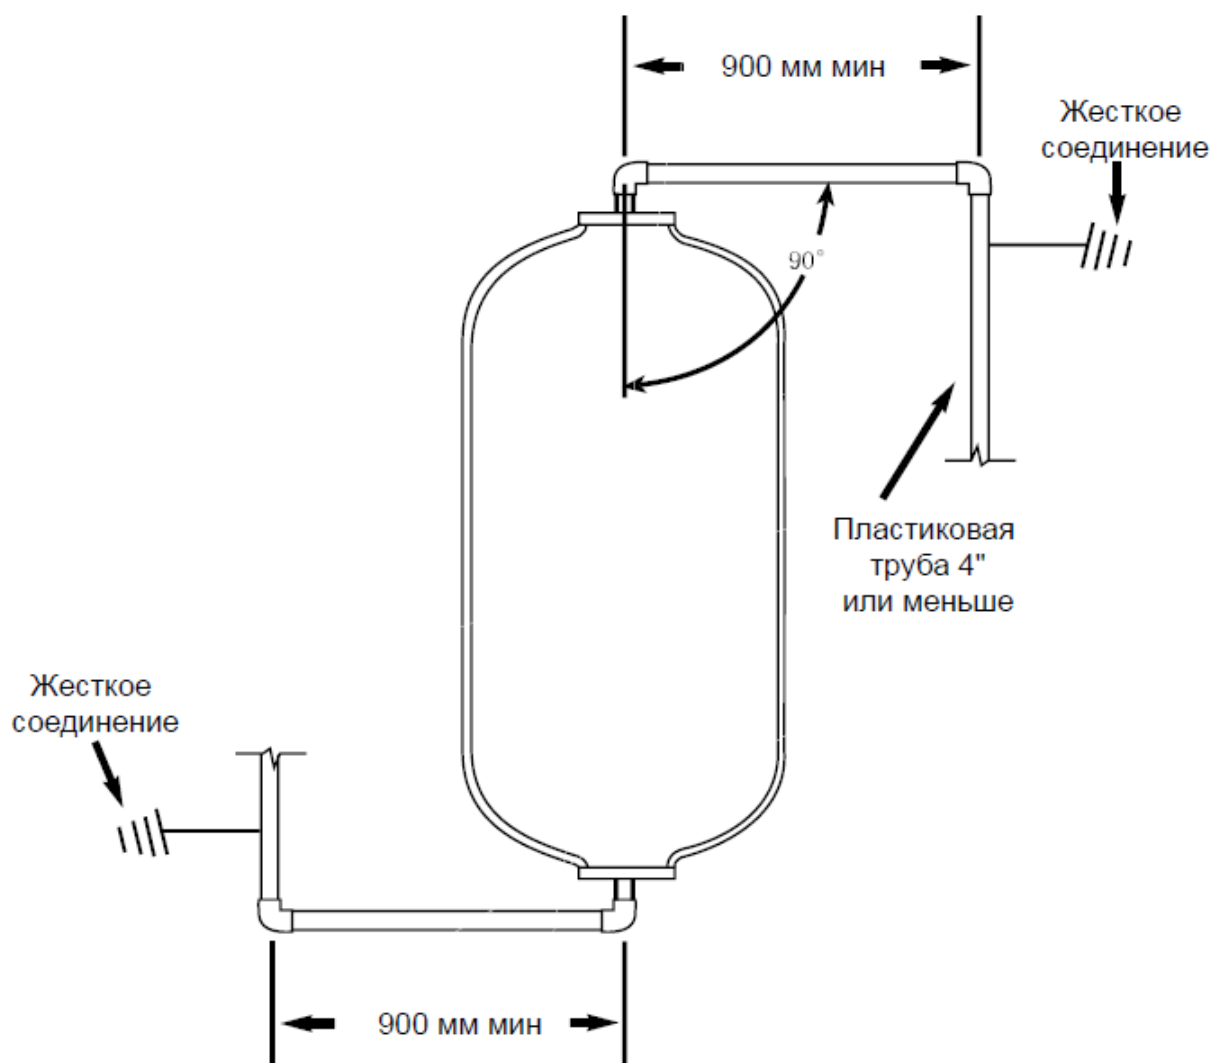 900 мм мин
Жесткое
соединение
90°
Пластиковая
труба 4"
или меньше
Жесткое
соединение
900 мм мин